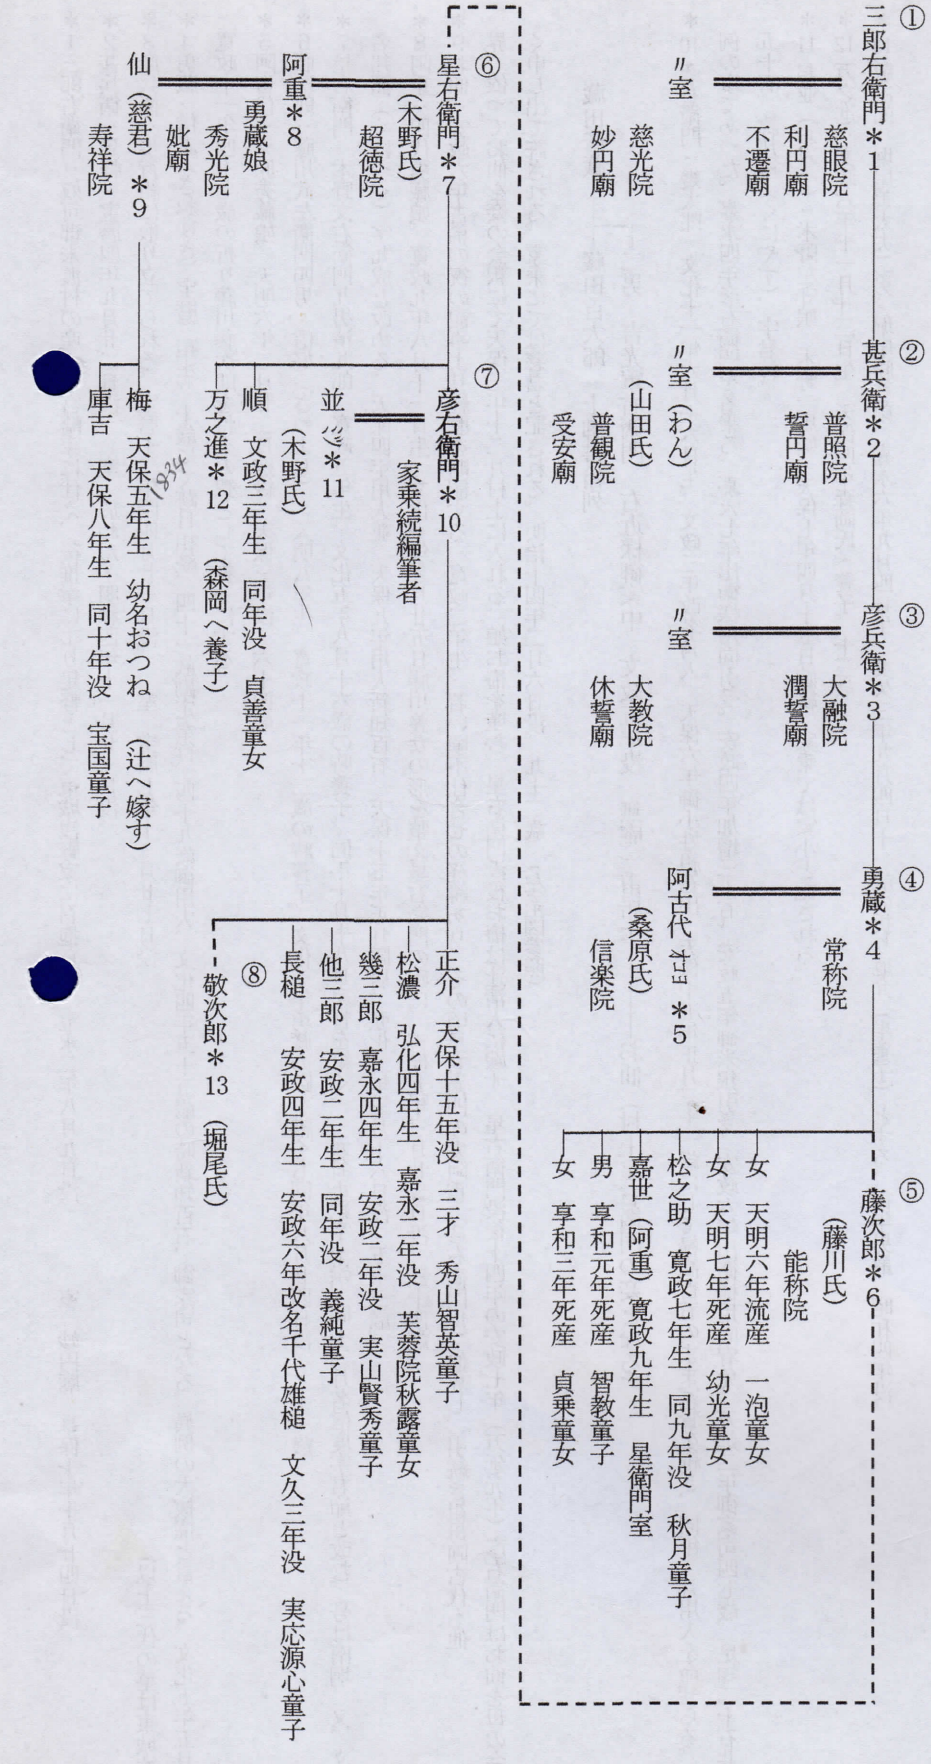 ①
三郎右衛門＊1
慈眼院
利円廟
不遷廟
〃室
慈光院
妙円廟
②
甚兵衛＊2
普照院
誓円廟
〃室（わん）
（山田氏）
普観院
受安廟
③
彦兵衛＊3
大融院
潤誓廟
〃室
大教院
休誓廟
④
勇蔵＊4
常称院
阿古代 ＊5
（桑原氏）
信楽院
⑤
藤次郎＊6
（藤川氏）
能称院
女　天明六年流産　一泡童女
女　天明七年死産　幼光童女
松之助　寛政七年生　同九年没　秋月童子
嘉世（阿重）寛政九年生　星衛門室
男　享和元年死産　智教童子
女　享和三年死産　貞乗童女
⑥
星右衛門＊7
（木野氏）
超徳院
阿重＊8
勇蔵娘
秀光院
妣廟
仙（慈君）＊9
寿祥院
⑦
彦右衛門＊10
家乗続編筆者
並＊11
（木野氏）
順　文政三年生　同年没　貞善童女
万之進＊12　（森岡へ養子）
梅　天保五年生　幼名おつね　（辻へ嫁す）
1834
庫吉　天保八年生　同十年没　宝国童子
正介　天保十五年没　三才　秀山智英童子
松濃　弘化四年生　嘉永二年没　芙蓉院秋露童女
幾三郎　嘉永四年生　安政二年没　実山賢秀童子
他三郎　安政二年生　同年没　義純童子
長槌　安政四年生　安政六年改名千代雄槌　文久三年没　実応源心童子
⑧
敬次郎＊13　（堀尾氏）